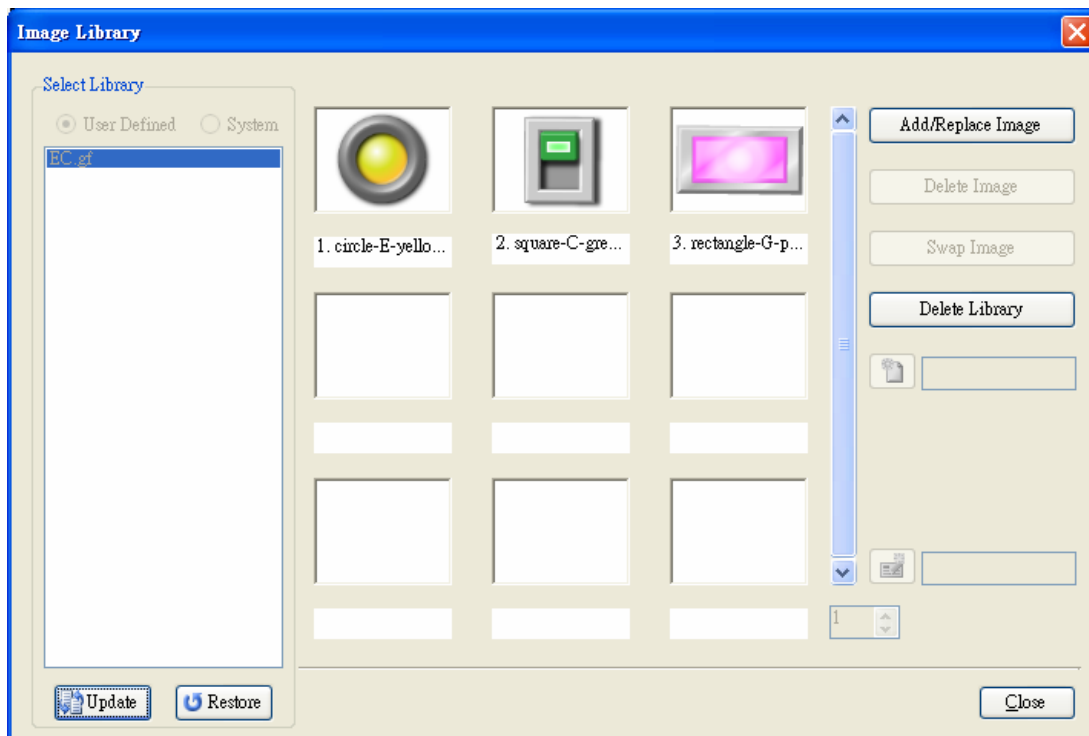 Image Library
Select Library
User Defined System
EC.gf
1. circle-E-yello...
2. square-C-gre...
3. rectangle-G-p...
Add/Replace Image
Delete Image
Swap Image
Delete Library
1
Update
Restore
Close